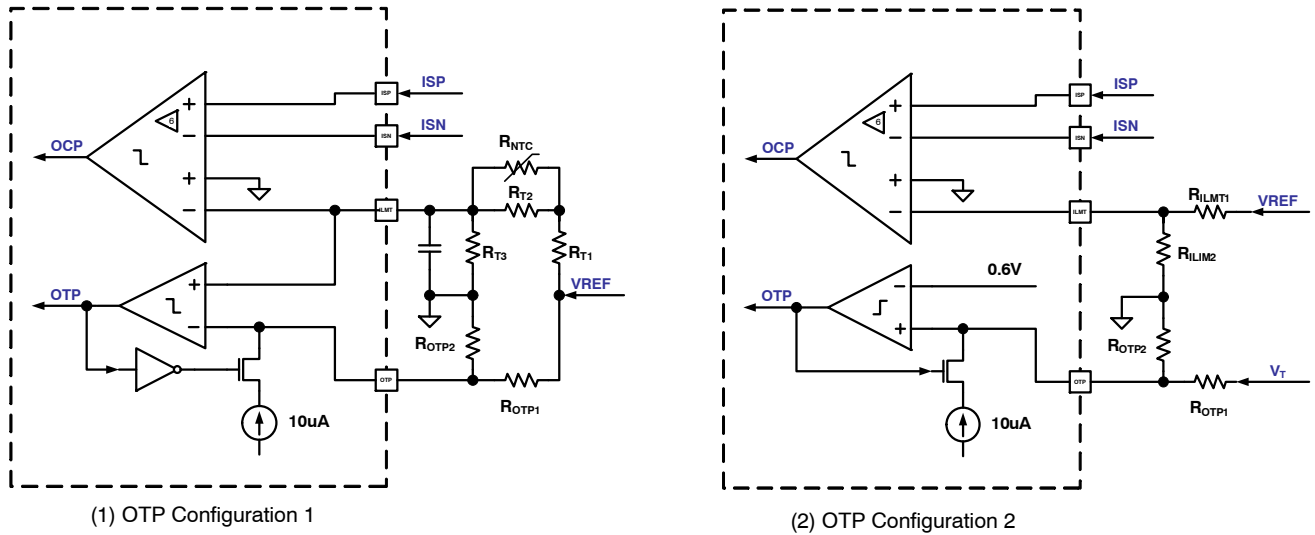 ISP
ISP
6
ISN
ISN
OCP
R_NTC
R_T2
ILMT
R_T3
R_T1
VREF
OTP
R_OTP2
OTP
R_OTP1
10uA
(1) OTP Configuration 1
ISP
ISP
6
ISN
ISN
OCP
R_ILMT1
VREF
ILMT
R_ILIM2
0.6V
OTP
R_OTP2
OTP
V_T
R_OTP1
10uA
(2) OTP Configuration 2